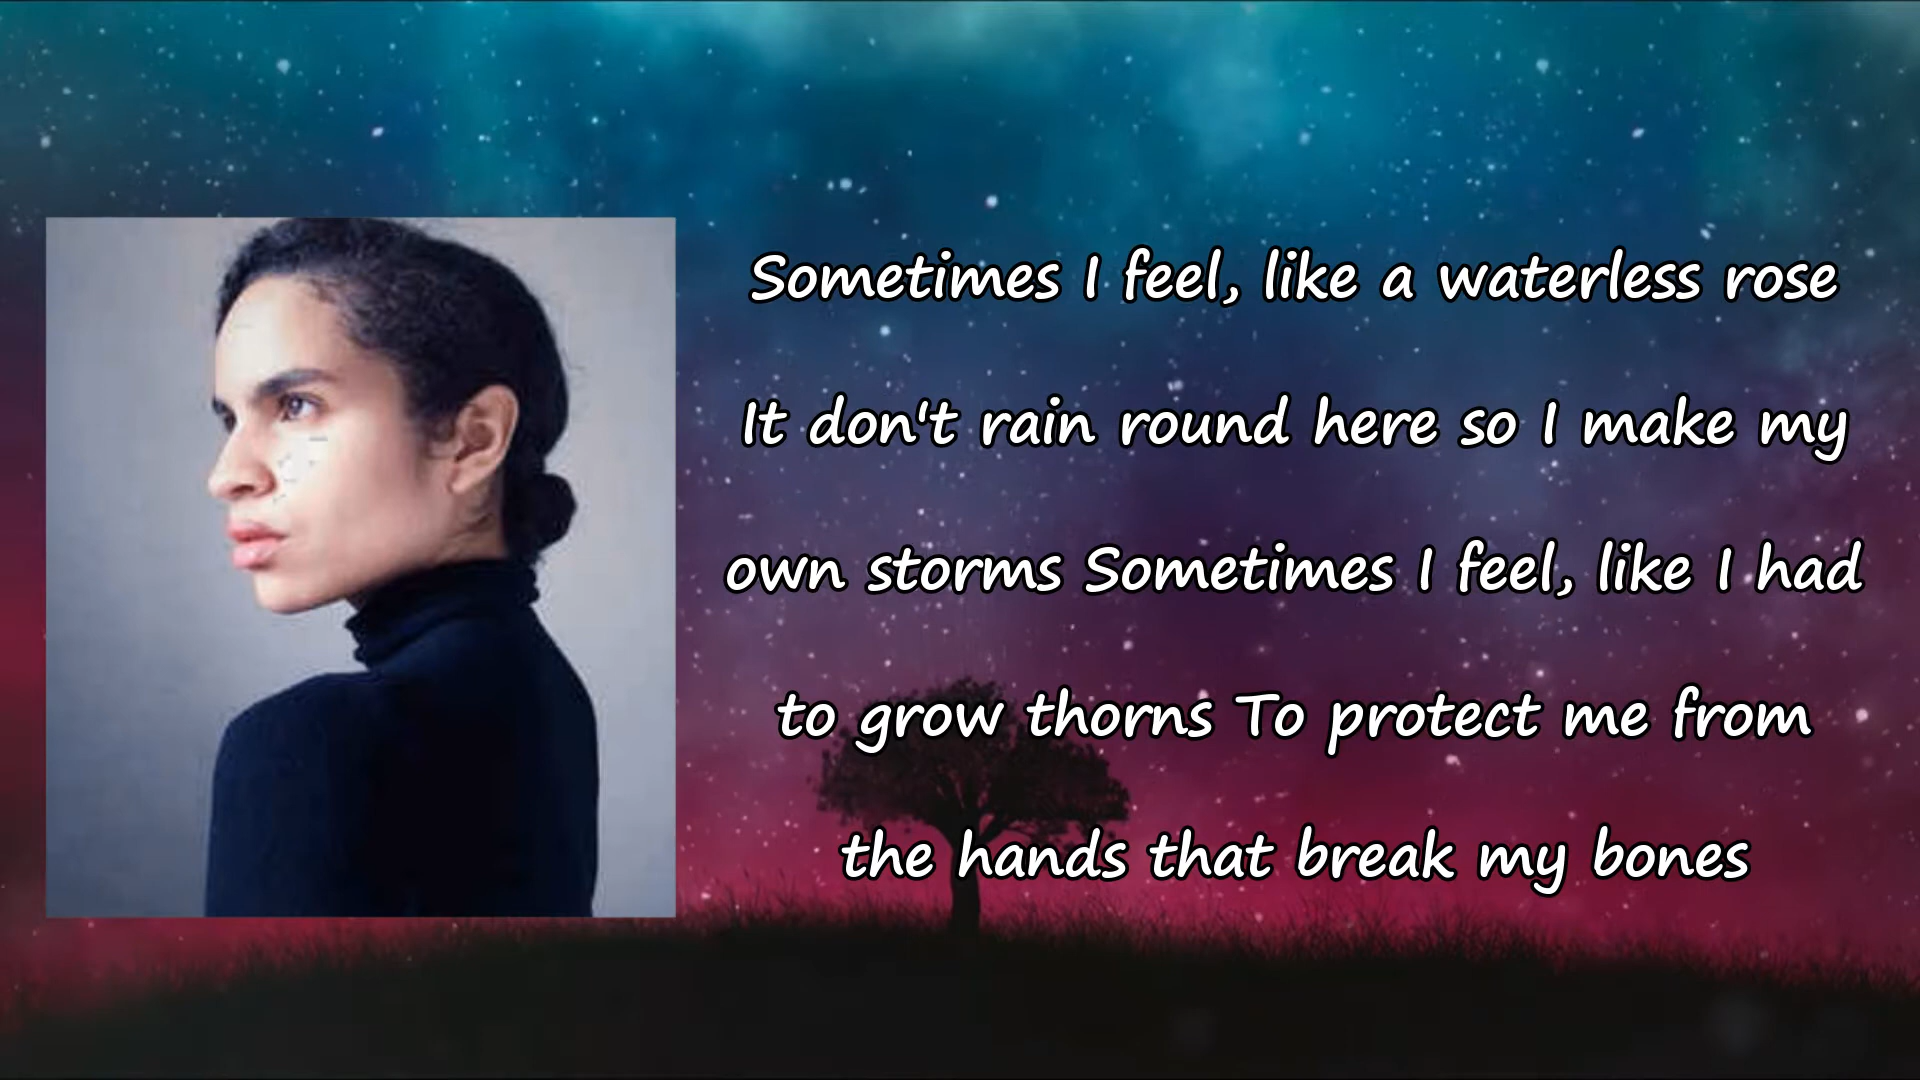 Sometimes I feel, like a waterless rose
It don't rain round here so I make my
own storms Sometimes I feel, like I had
to grow thorns To protect me from
the hands that break my bones